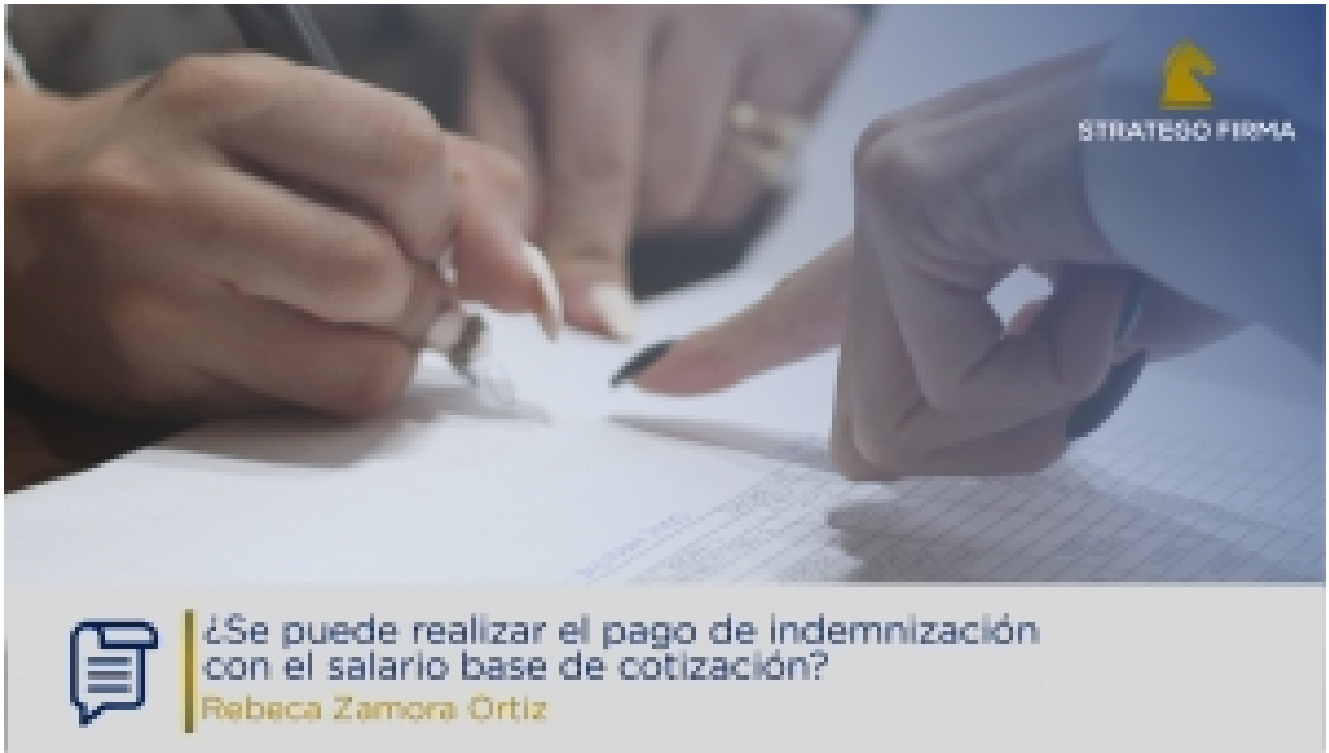 STRATEGO FIRMA
¿Se puede realizar el pago de indemnización
con el salario base de cotización?
Rebeca Zamora Ortiz